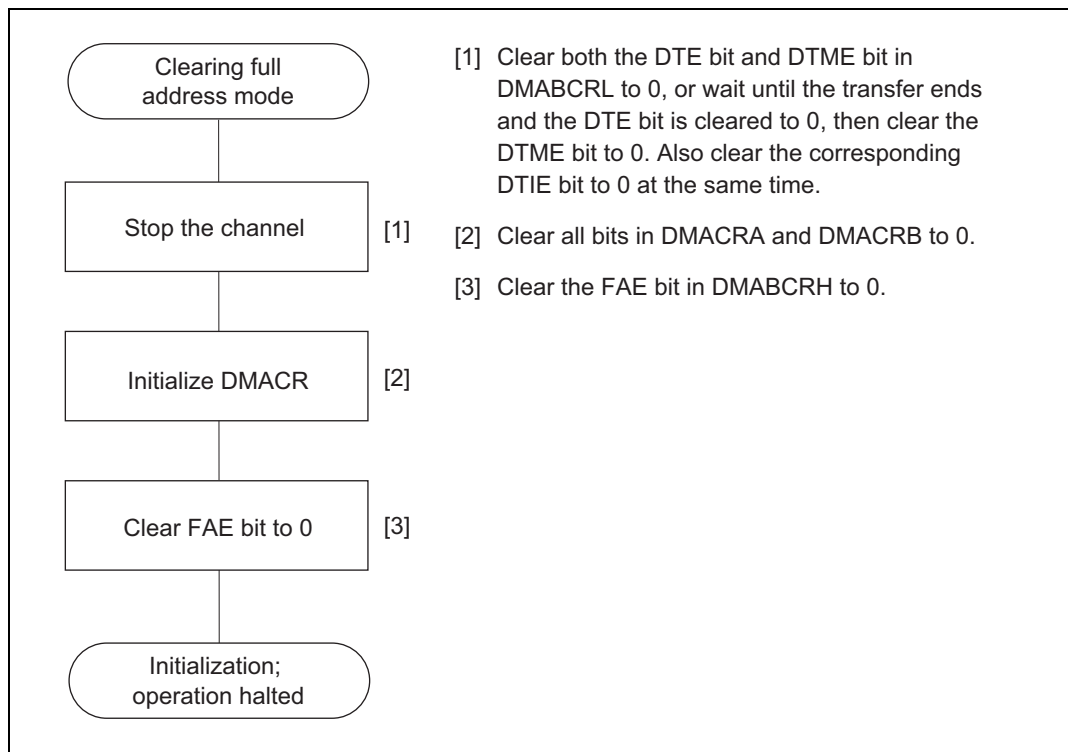 Clearing full
address mode
Stop the channel
[1]
Initialize DMACR
[2]
Clear FAE bit to 0
[3]
Initialization;
operation halted
[1] Clear both the DTE bit and DTME bit in
DMABCRL to 0, or wait until the transfer ends
and the DTE bit is cleared to 0, then clear the
DTME bit to 0. Also clear the corresponding
DTIE bit to 0 at the same time.
[2] Clear all bits in DMACRA and DMACRB to 0.
[3] Clear the FAE bit in DMABCRH to 0.